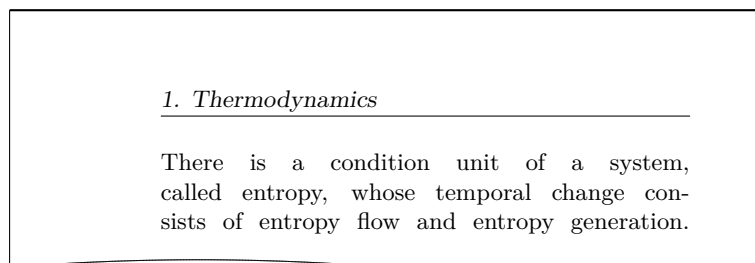 1. Thermodynamics
There is a condition unit of a system,
called entropy, whose temporal change con-
sists of entropy flow and entropy generation.